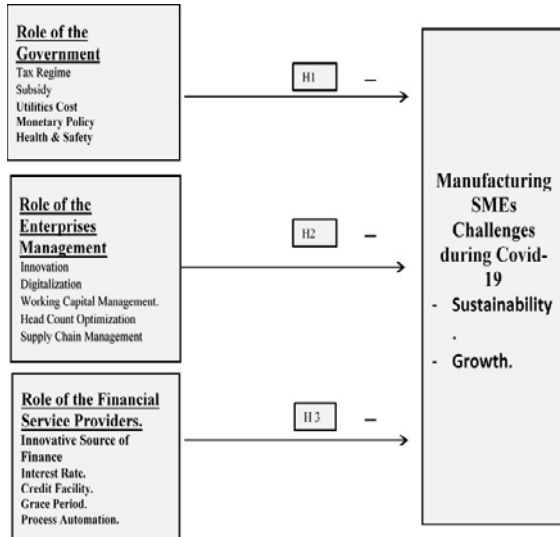 Role of the
Government
Tax Regime
Subsidy
Utilities Cost
Monetary Policy
Health & Safety
H1 –
Role of the
Enterprises
Management
Innovation
Digitalization
Working Capital Management.
Head Count Optimization
Supply Chain Management
H2 –
Role of the Financial
Service Providers.
Innovative Source of
Finance
Interest Rate.
Credit Facility.
Grace Period.
Process Automation.
H3 –
Manufacturing
SMEs
Challenges
during Covid-
19
- Sustainability
.
- Growth.